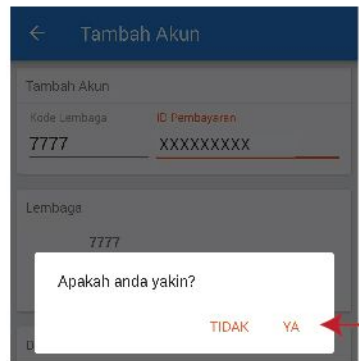 Tambah Akun
Tambah Akun
Kode Lembaga ID Pembayaran
7777 XXXXXXXXX
Lembaga
7777
Apakah anda yakin?
TIDAK YA
D